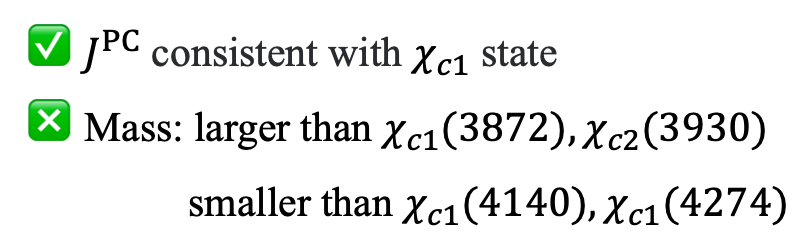 ✅ J^PC consistent with χ_c1 state
❎ Mass: larger than χ_c1(3872), χ_c2(3930)
smaller than χ_c1(4140), χ_c1(4274)